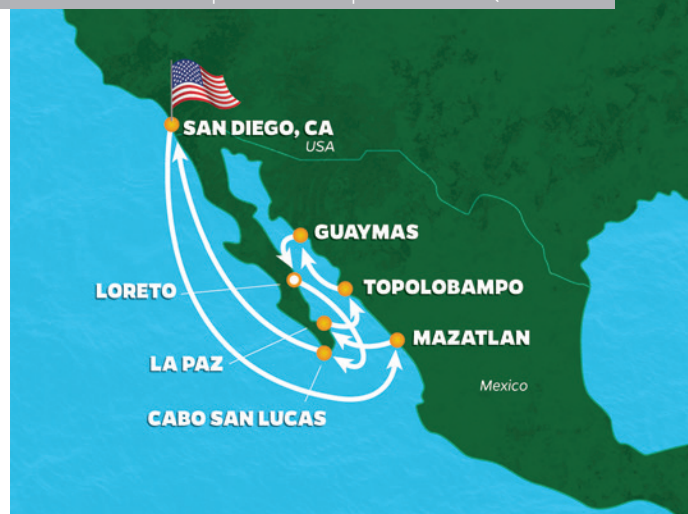 SAN DIEGO, CA
USA
GUAYMAS
LORETO
TOPOLOBAMPO
MAZATLAN
LA PAZ
Mexico
CABO SAN LUCAS